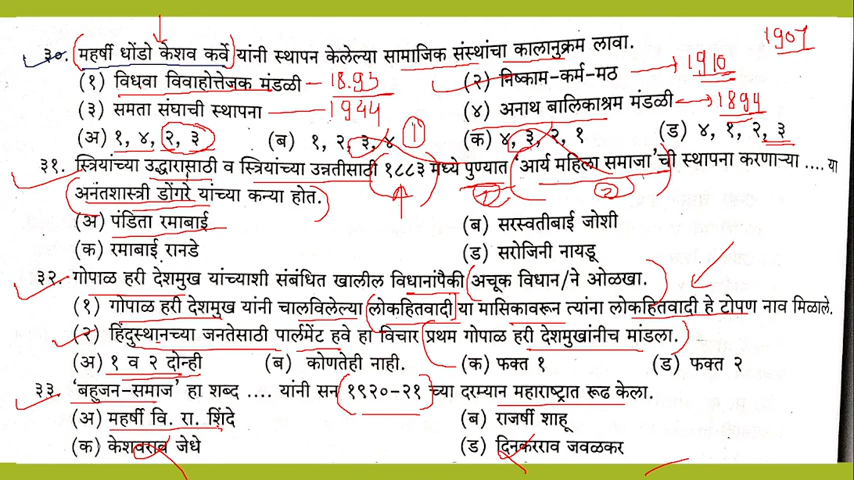 1907
३०. महर्षी धोंडो केशव कर्वे यांनी स्थापन केलेल्या सामाजिक संस्थांचा कालानुक्रम लावा.
(१) विधवा विवाहोत्तेजक मंडळी – 18.93 (२) निष्काम-कर्म-मठ 1910
(३) समता संघाची स्थापना 1944 (४) अनाथ बालिकाश्रम मंडळी 1894
(अ) १, ४, २, ३ (ब) १, २, ३, ४ (क) ४, ३, २, १ (ड) ४, १, २, ३
३१. स्त्रियांच्या उद्धारासाठी व स्त्रियांच्या उन्नतीसाठी १८८३ मध्ये पुण्यात 'आर्य महिला समाजा'ची स्थापना करणाऱ्या .... या
अनंतशास्त्री डोंगरे यांच्या कन्या होत.
(अ) पंडिता रमाबाई (ब) सरस्वतीबाई जोशी
(क) रमाबाई रानडे (ड) सरोजिनी नायडू
३२. गोपाळ हरी देशमुख यांच्याशी संबंधित खालील विधानांपैकी अचूक विधान/ने ओळखा.
(१) गोपाळ हरी देशमुख यांनी चालविलेल्या लोकहितवादी या मासिकावरून त्यांना लोकहितवादी हे टोपण नाव मिळाले.
(२) हिंदुस्थानच्या जनतेसाठी पार्लमेंट हवे हा विचार प्रथम गोपाळ हरी देशमुखांनीच मांडला.
(अ) १ व २ दोन्ही (ब) कोणतेही नाही. (क) फक्त १ (ड) फक्त २
३३. 'बहुजन-समाज' हा शब्द .... यांनी सन १९२०-२१ च्या दरम्यान महाराष्ट्रात रूढ केला.
(अ) महर्षी वि. रा. शिंदे (ब) राजर्षी शाहू
(क) केशवराव जेधे (ड) दिनकरराव जवळकर